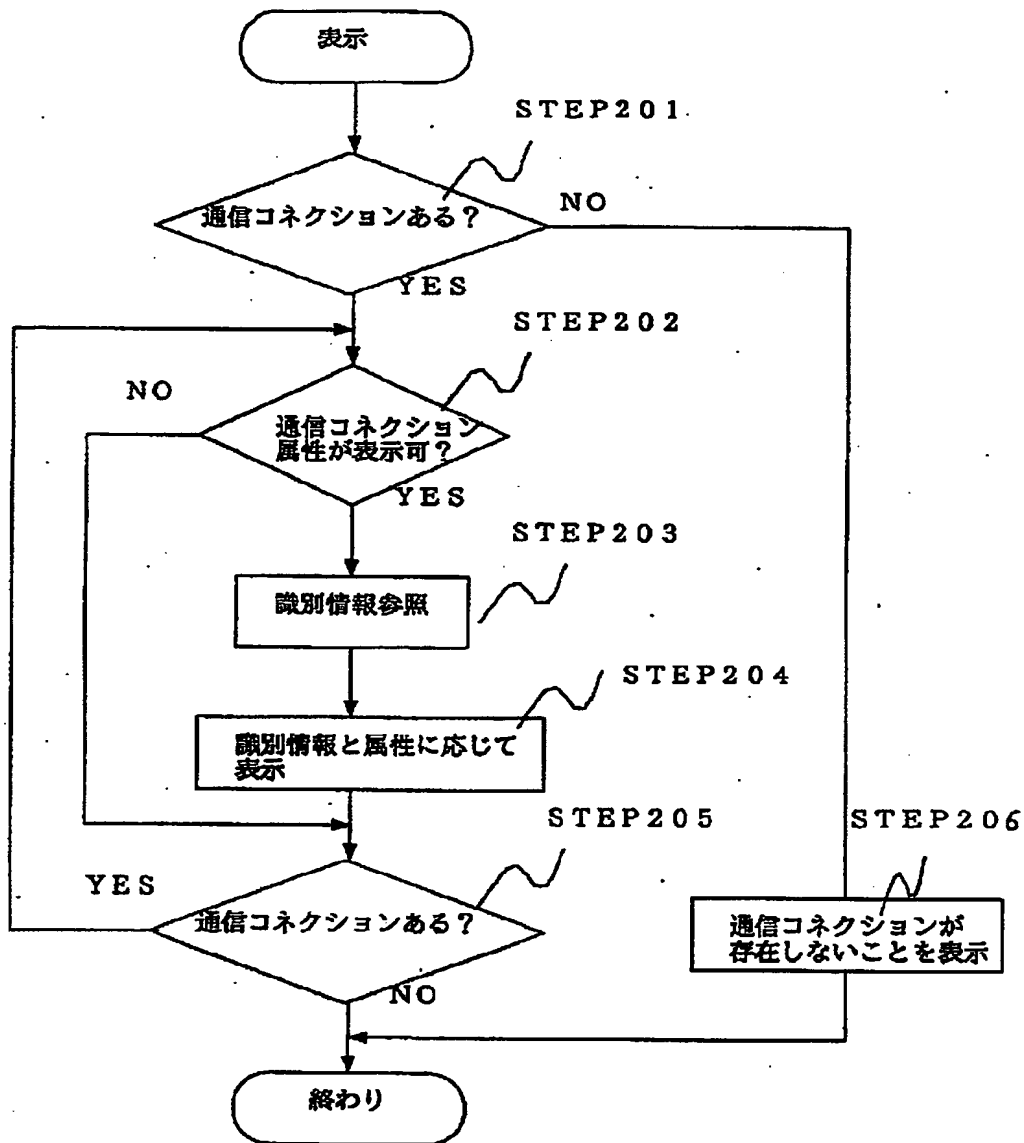 表示
STEP201
通信コネクションある？
NO
YES
STEP202
NO
通信コネクション
属性が表示可？
YES
STEP203
識別情報参照
STEP204
識別情報と属性に応じて
表示
STEP205
STEP206
YES
通信コネクションある？
通信コネクションが
存在しないことを表示
NO
終わり